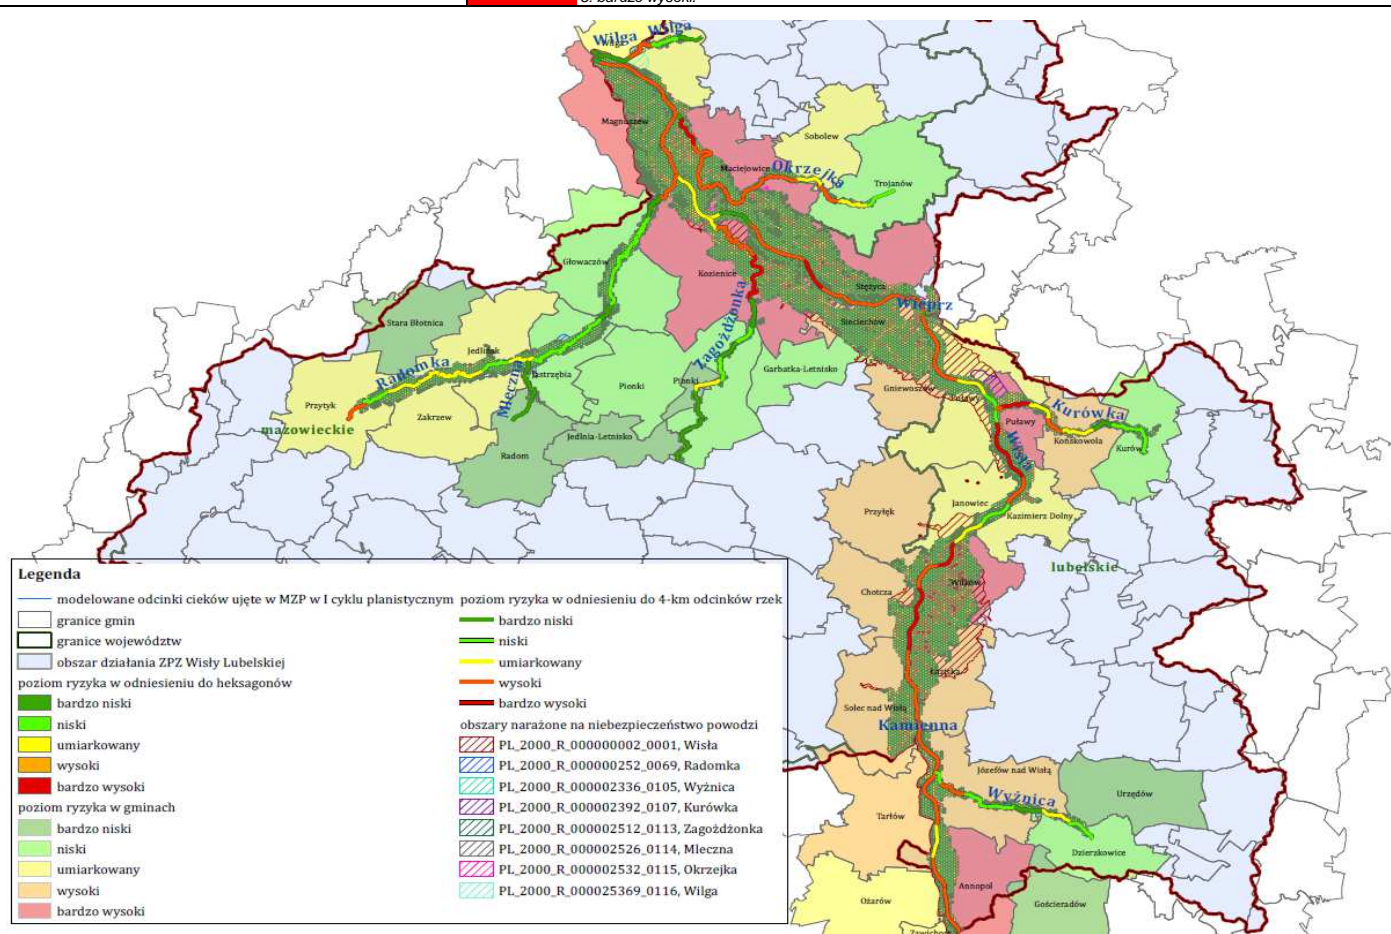 5. bardzo wysoki.
Wilga Wilga
Magnuszew
Sobolew
Maciejowice
Okrzejka
Trojanów
Głowaczów
Kozienice
Stężyca
Wieprz
Stara Błotnica
Sieciechów
Zagożdżonka
Jedlińsk
Radomka
Jastrzębia
Mleczna
Pionki
Pionki
Garbatka-Letnisko
Gniewoszów
Puławy
Przytyk
Zakrzew
mazowieckie
Kurówka
Puławy
Końskowola
Kurów
Jedlnia-Letnisko
Radom
Wisła
Janowiec
Przyłęk
Kazimierz Dolny
lubelskie
Wilków
Chotcza
Łaziska
Solec nad Wisłą
Kamienna
Józefów nad Wisłą
Wyżnica
Urzędów
Tarłów
Dzierzkowice
Annopol
Ożarów
Gościeradów
Zawichost
Legenda
modelowane odcinki cieków ujęte w MZP w I cyklu planistycznym
granice gmin
granice województw
obszar działania ZPZ Wisły Lubelskiej
poziom ryzyka w odniesieniu do heksagonów
bardzo niski
niski
umiarkowany
wysoki
bardzo wysoki
poziom ryzyka w gminach
bardzo niski
niski
umiarkowany
wysoki
bardzo wysoki
poziom ryzyka w odniesieniu do 4-km odcinków rzek
bardzo niski
niski
umiarkowany
wysoki
bardzo wysoki
obszary narażone na niebezpieczeństwo powodzi
PL_2000_R_000000002_0001, Wisła
PL_2000_R_000000252_0069, Radomka
PL_2000_R_000002336_0105, Wyżnica
PL_2000_R_000002392_0107, Kurówka
PL_2000_R_000002512_0113, Zagożdżonka
PL_2000_R_000002526_0114, Mleczna
PL_2000_R_000002532_0115, Okrzejka
PL_2000_R_000025369_0116, Wilga